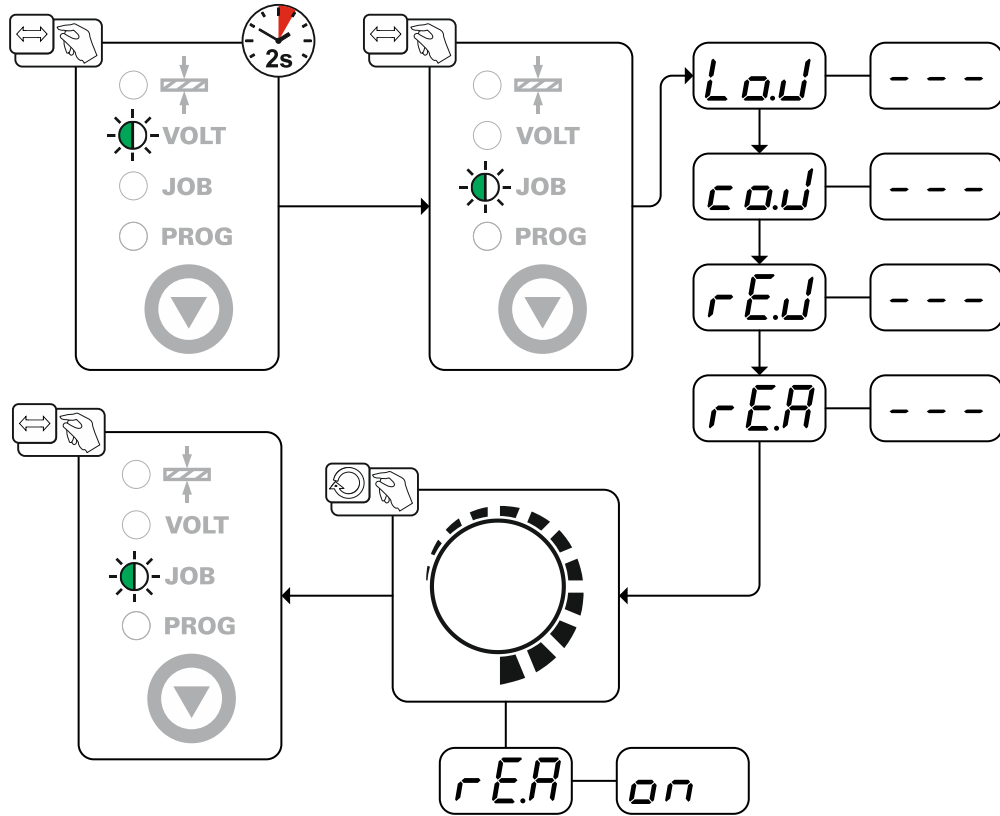 2s
VOLT
JOB
PROG
VOLT
JOB
PROG
Lo.J - - -
co.J - - -
rE.J - - -
rE.A - - -
VOLT
JOB
PROG
rE.A on